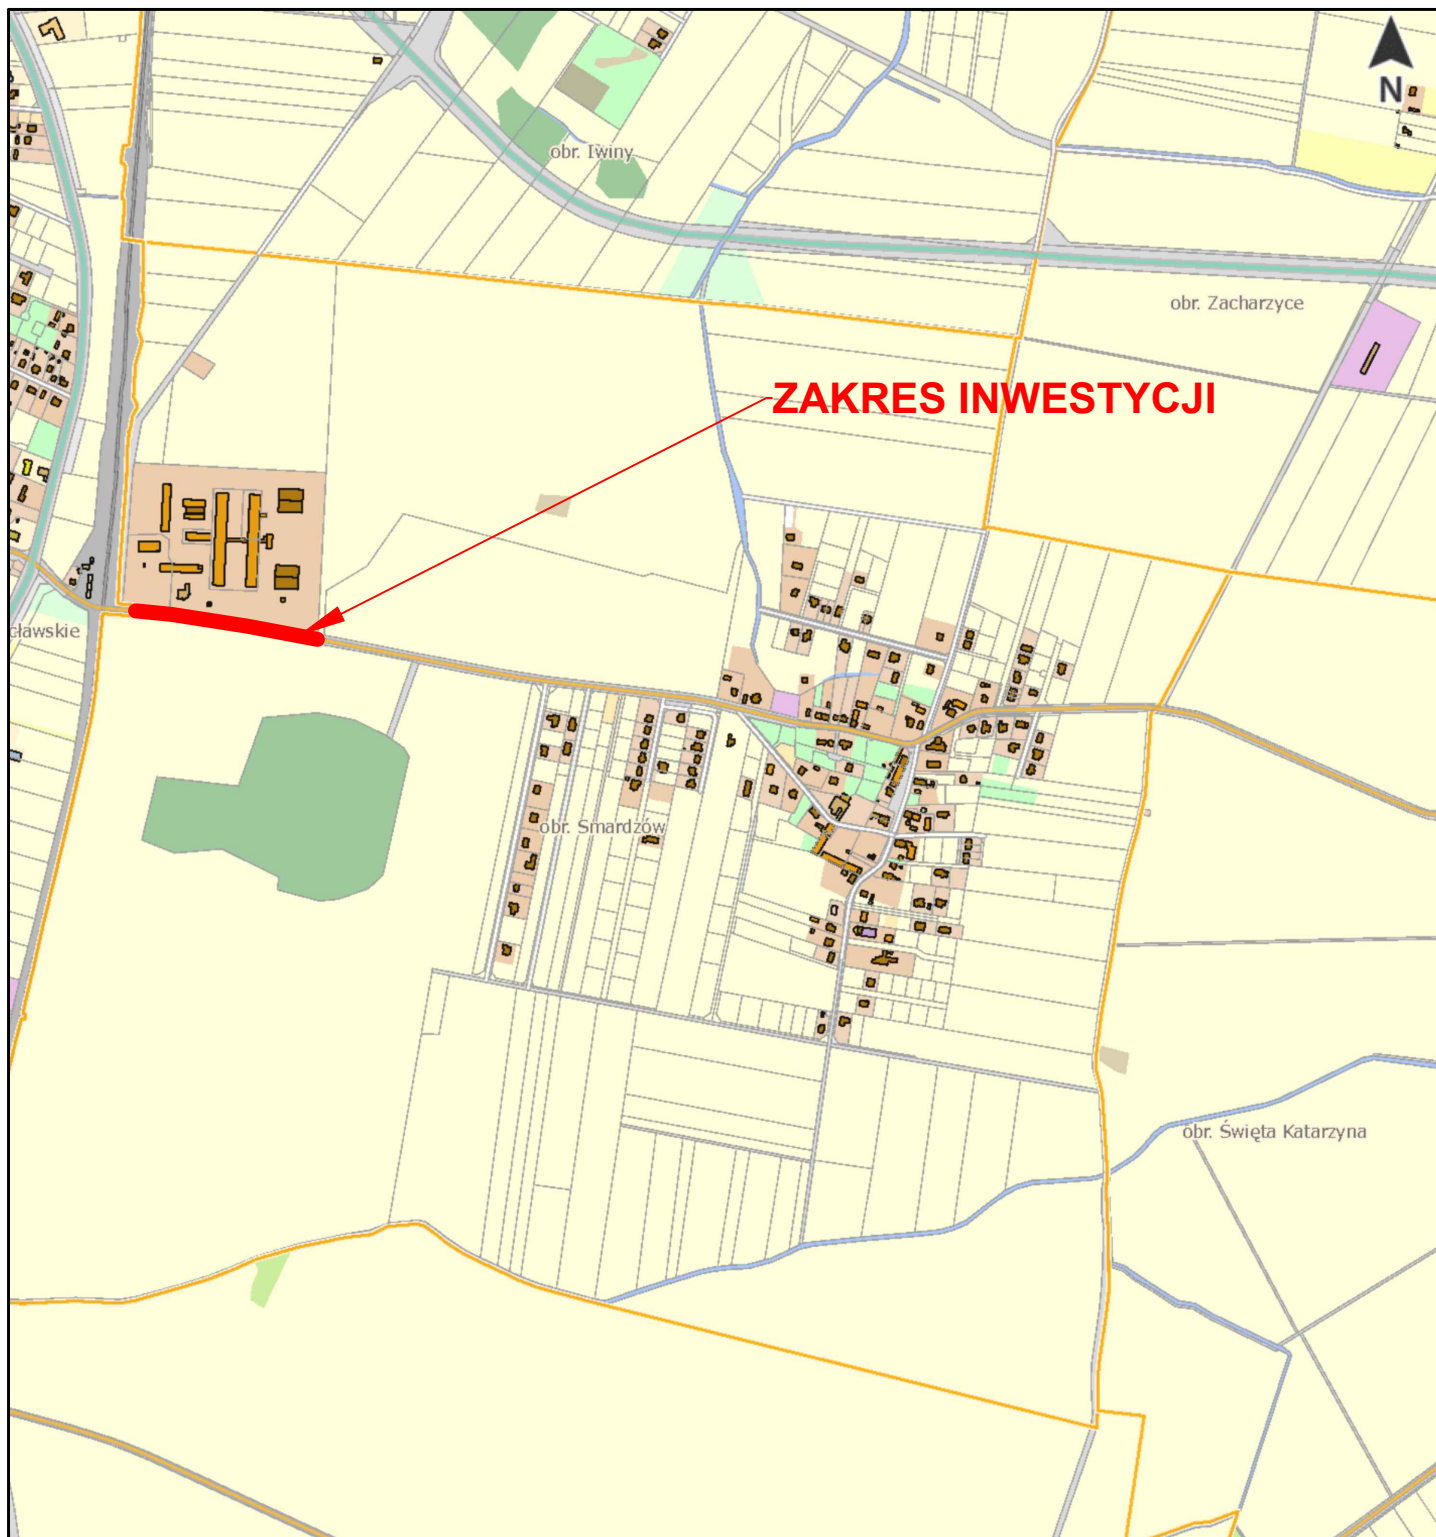 N
obr. Iwiny
obr. Zacharzyce
ZAKRES INWESTYCJI
cławskie
obr. Smardzów
obr. Święta Katarzyna